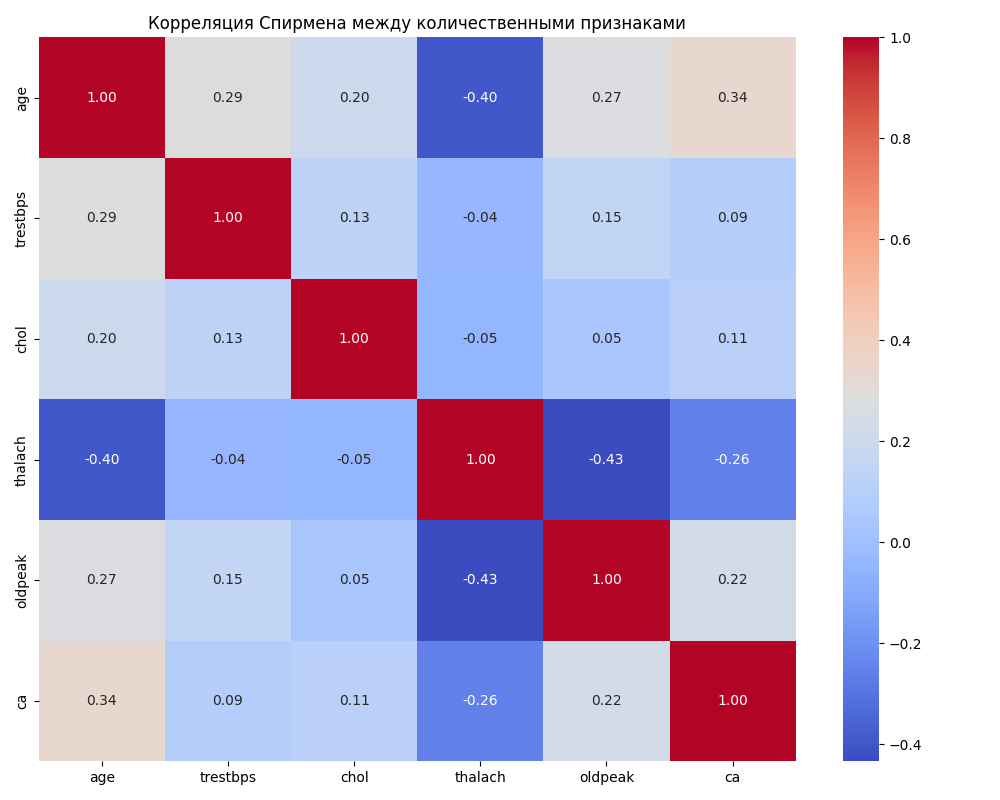 Корреляция Спирмена между количественными признаками
age 1.00 0.29 0.20 -0.40 0.27 0.34
trestbps 0.29 1.00 0.13 -0.04 0.15 0.09
chol 0.20 0.13 1.00 -0.05 0.05 0.11
thalach -0.40 -0.04 -0.05 1.00 -0.43 -0.26
oldpeak 0.27 0.15 0.05 -0.43 1.00 0.22
ca 0.34 0.09 0.11 -0.26 0.22 1.00
age trestbps chol thalach oldpeak ca
1.0
0.8
0.6
0.4
0.2
0.0
−0.2
−0.4